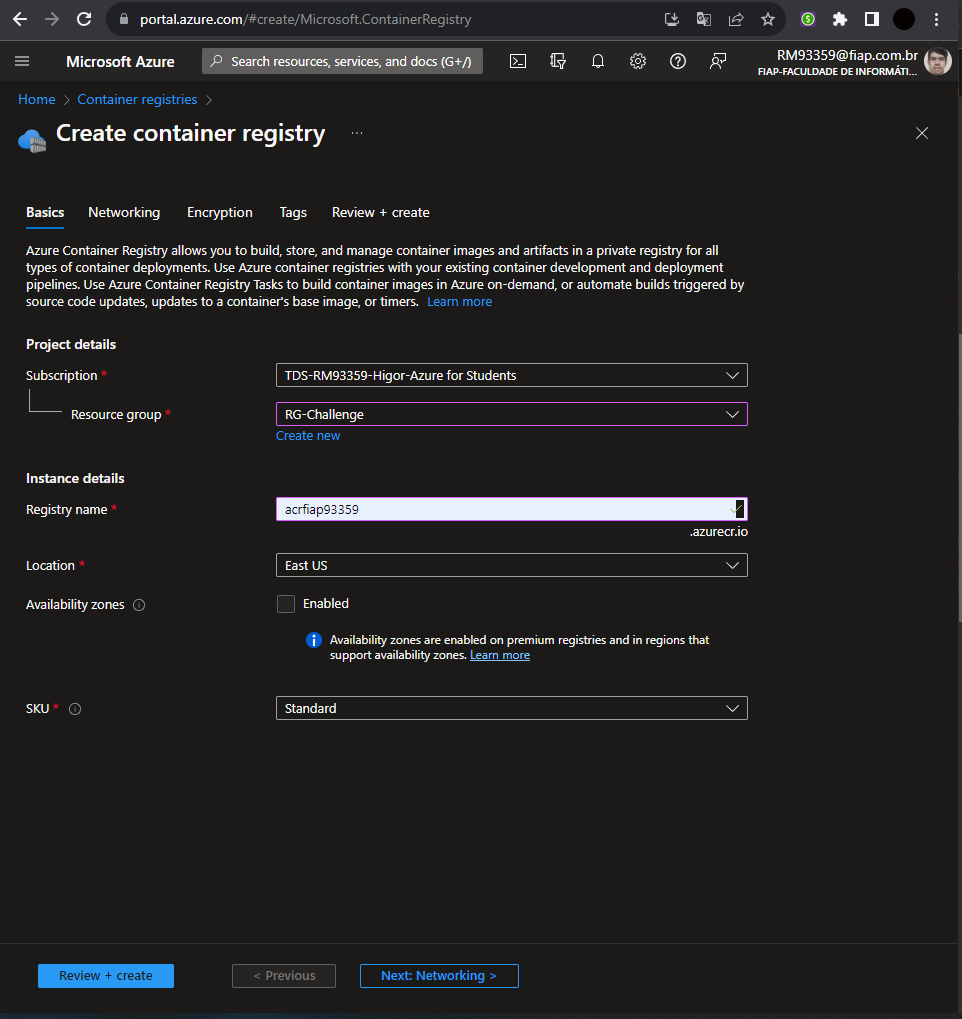 portal.azure.com/#create/Microsoft.ContainerRegistry
Microsoft Azure
Search resources, services, and docs (G+/)
RM93359@fiap.com.br
FIAP-FACULDADE DE INFORMÁTI...
Home > Container registries >
Create container registry ...
Basics Networking Encryption Tags Review + create
Azure Container Registry allows you to build, store, and manage container images and artifacts in a private registry for all
types of container deployments. Use Azure container registries with your existing container development and deployment
pipelines. Use Azure Container Registry Tasks to build container images in Azure on-demand, or automate builds triggered by
source code updates, updates to a container's base image, or timers. Learn more
Project details
Subscription * TDS-RM93359-Higor-Azure for Students
Resource group * RG-Challenge
Create new
Instance details
Registry name * acrfiap93359
.azurecr.io
Location * East US
Availability zones Enabled
Availability zones are enabled on premium registries and in regions that
support availability zones. Learn more
SKU * Standard
Review + create < Previous Next: Networking >